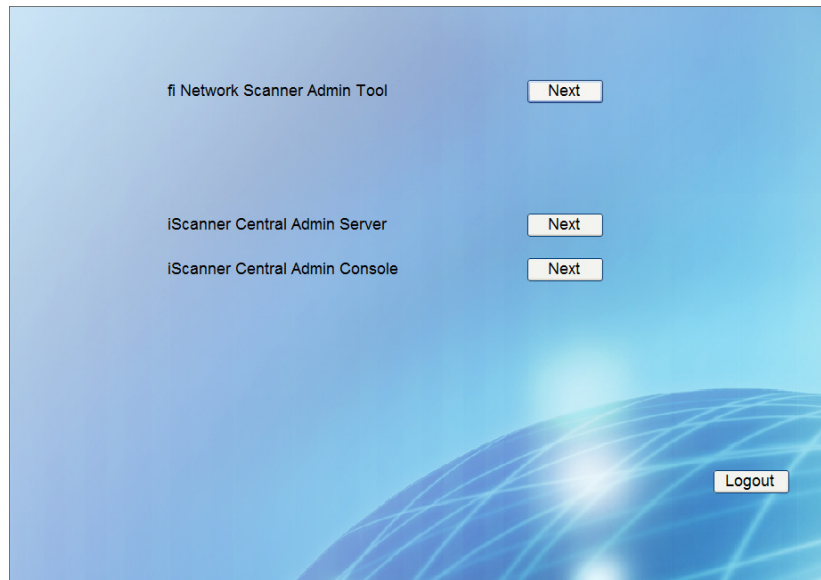 fi Network Scanner Admin Tool Next
iScanner Central Admin Server Next
iScanner Central Admin Console Next
Logout